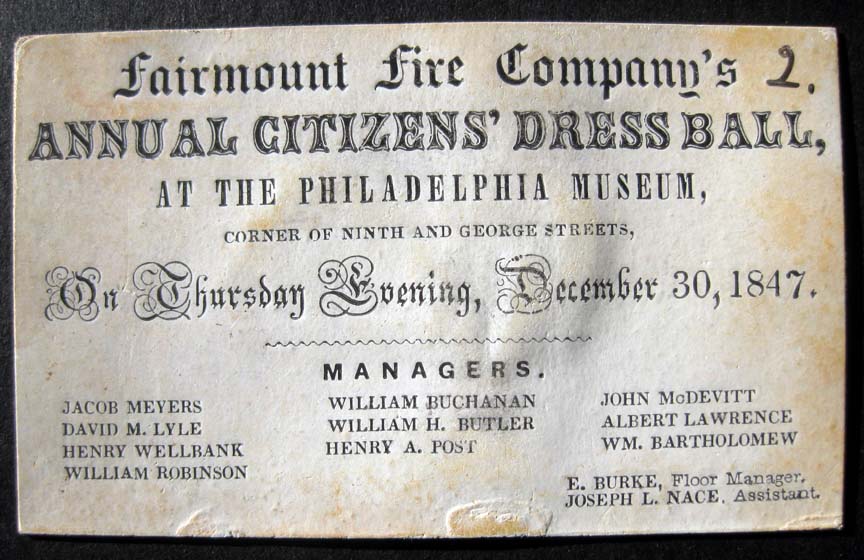 Fairmount Fire Company's 2.
ANNUAL CITIZENS' DRESS BALL,
AT THE PHILADELPHIA MUSEUM,
CORNER OF NINTH AND GEORGE STREETS,
On Thursday Evening, December 30, 1847.
MANAGERS.
JACOB MEYERS
DAVID M. LYLE
HENRY WELLBANK
WILLIAM ROBINSON
WILLIAM BUCHANAN
WILLIAM H. BUTLER
HENRY A. POST
JOHN McDEVITT
ALBERT LAWRENCE
WM. BARTHOLOMEW
E. BURKE, Floor Manager.
JOSEPH L. NACE, Assistant.